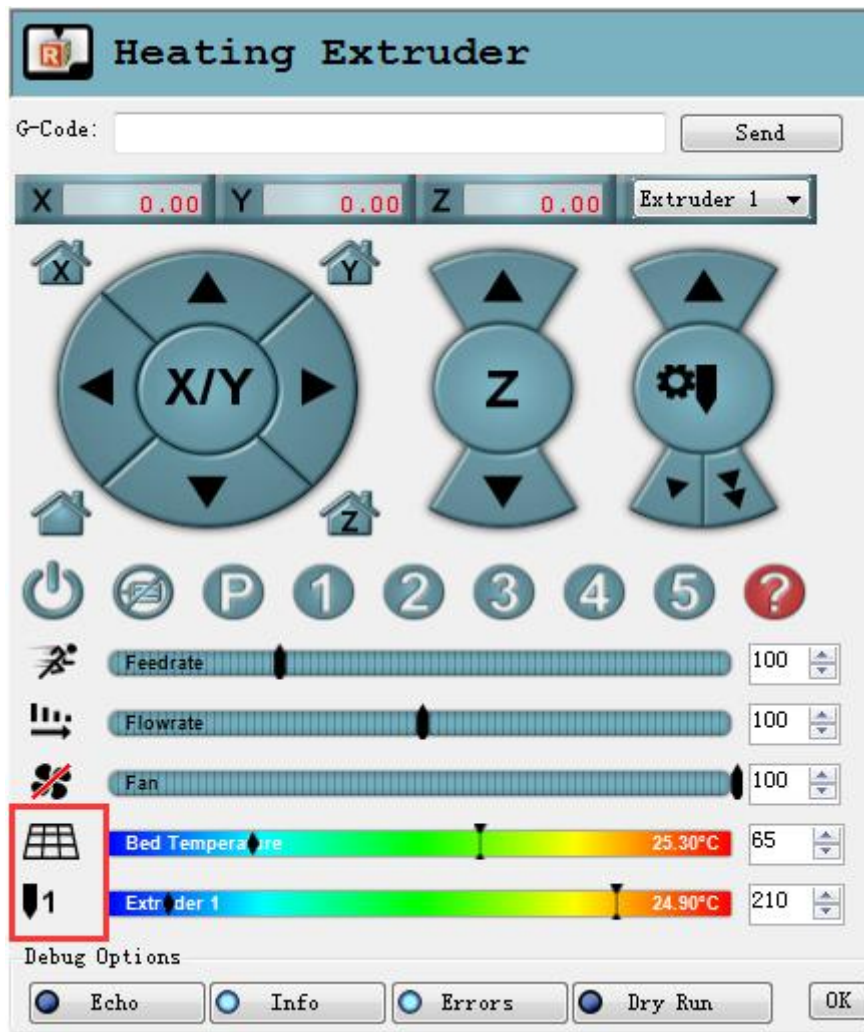 R
Heating Extruder
G-Code:
Send
X 0.00 Y 0.00 Z 0.00 Extruder 1
X Y
X/Y Z
Z
P 1 2 3 4 5 ?
Feedrate 100
Flowrate 100
Fan 100
Bed Temperature 25.30°C 65
1 Extruder 1 24.90°C 210
Debug Options
Echo Info Errors Dry Run OK